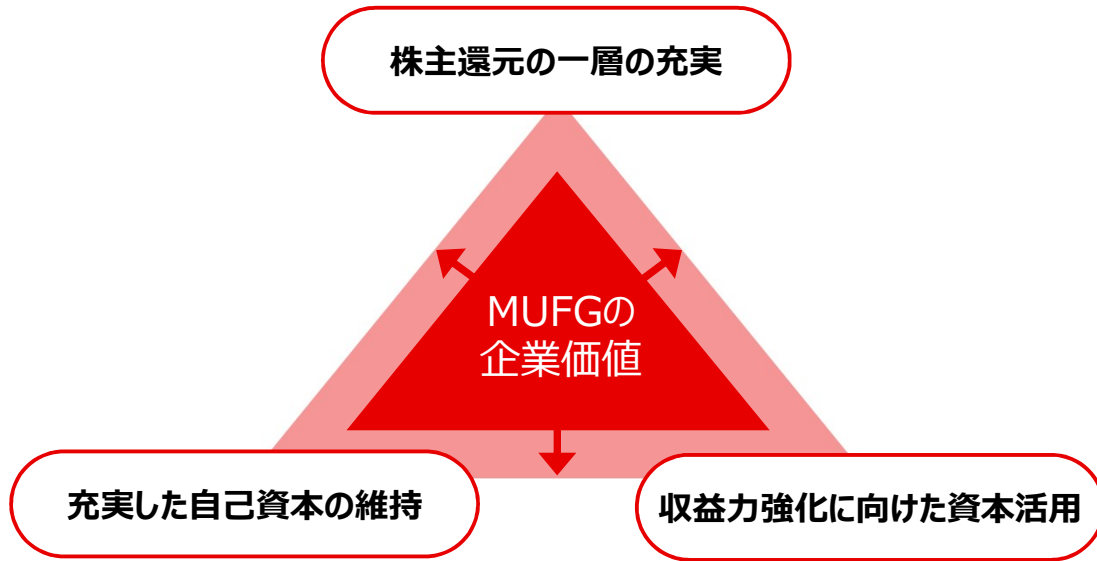 株主還元の一層の充実
MUFGの
企業価値
充実した自己資本の維持
収益力強化に向けた資本活用